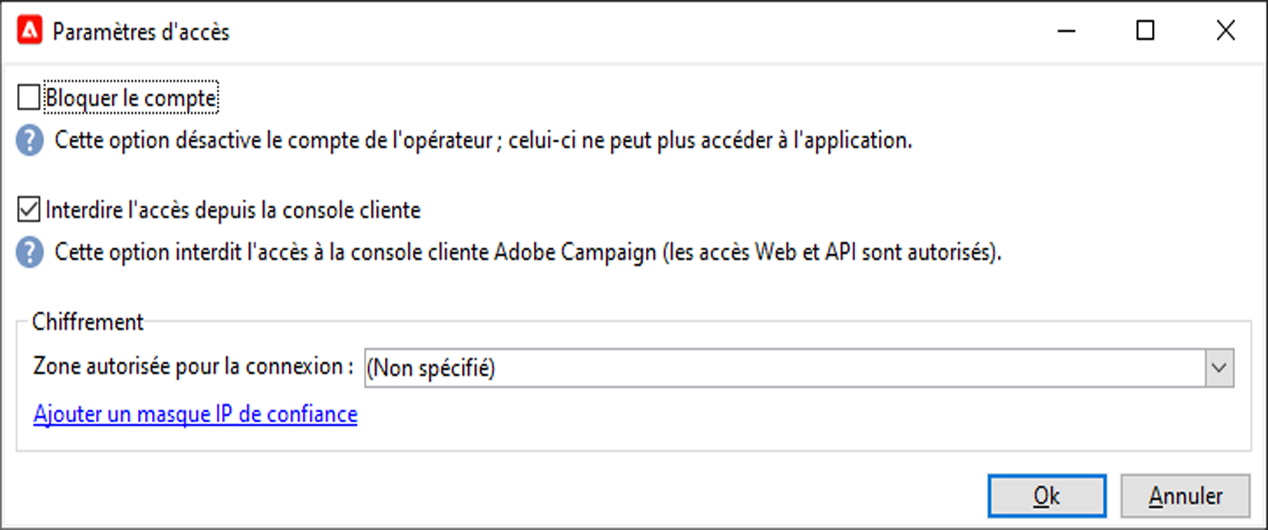 Paramètres d'accès
Bloquer le compte
? Cette option désactive le compte de l'opérateur ; celui-ci ne peut plus accéder à l'application.
Interdire l'accès depuis la console cliente
? Cette option interdit l'accès à la console cliente Adobe Campaign (les accès Web et API sont autorisés).
Chiffrement
Zone autorisée pour la connexion : (Non spécifié)
Ajouter un masque IP de confiance
Ok Annuler